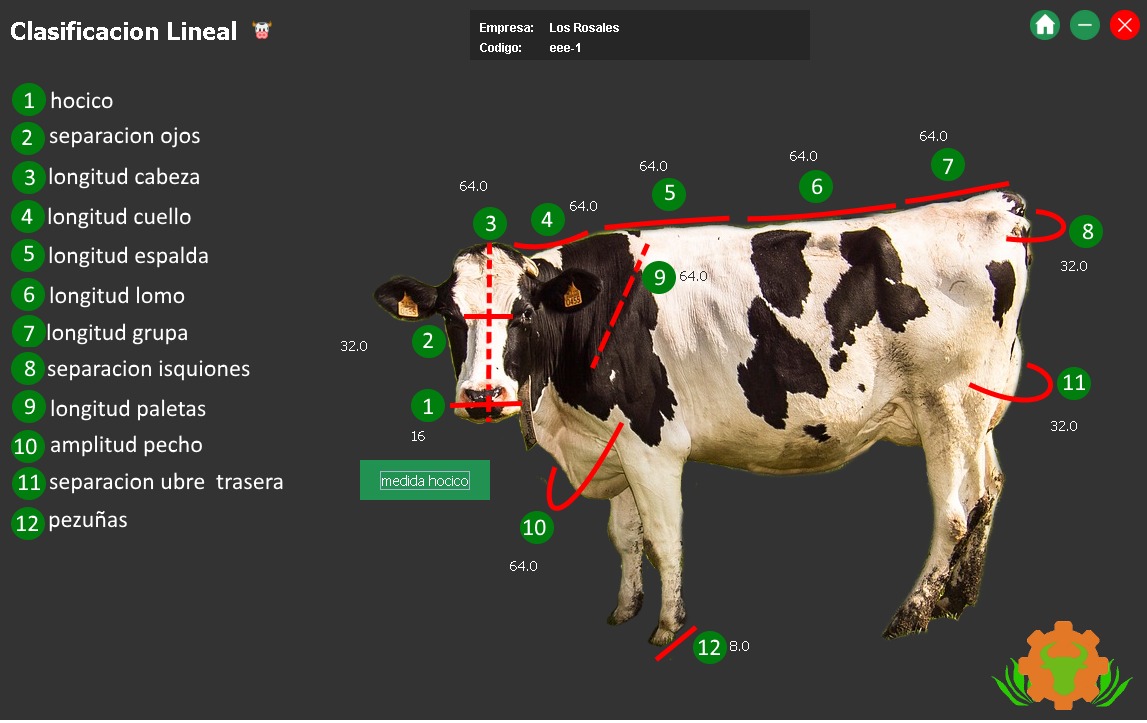 Clasificacion Lineal
Empresa: Los Rosales
Codigo: eee-1
1 hocico
2 separacion ojos
3 longitud cabeza
4 longitud cuello
5 longitud espalda
6 longitud lomo
7 longitud grupa
8 separacion isquiones
9 longitud paletas
10 amplitud pecho
11 separacion ubre trasera
12 pezuñas
64.0
7
64.0
6
64.0
5
64.0
3
64.0
4
8
32.0
9 64.0
32.0
2
1
16
11
32.0
medida hocico
10
64.0
12 8.0